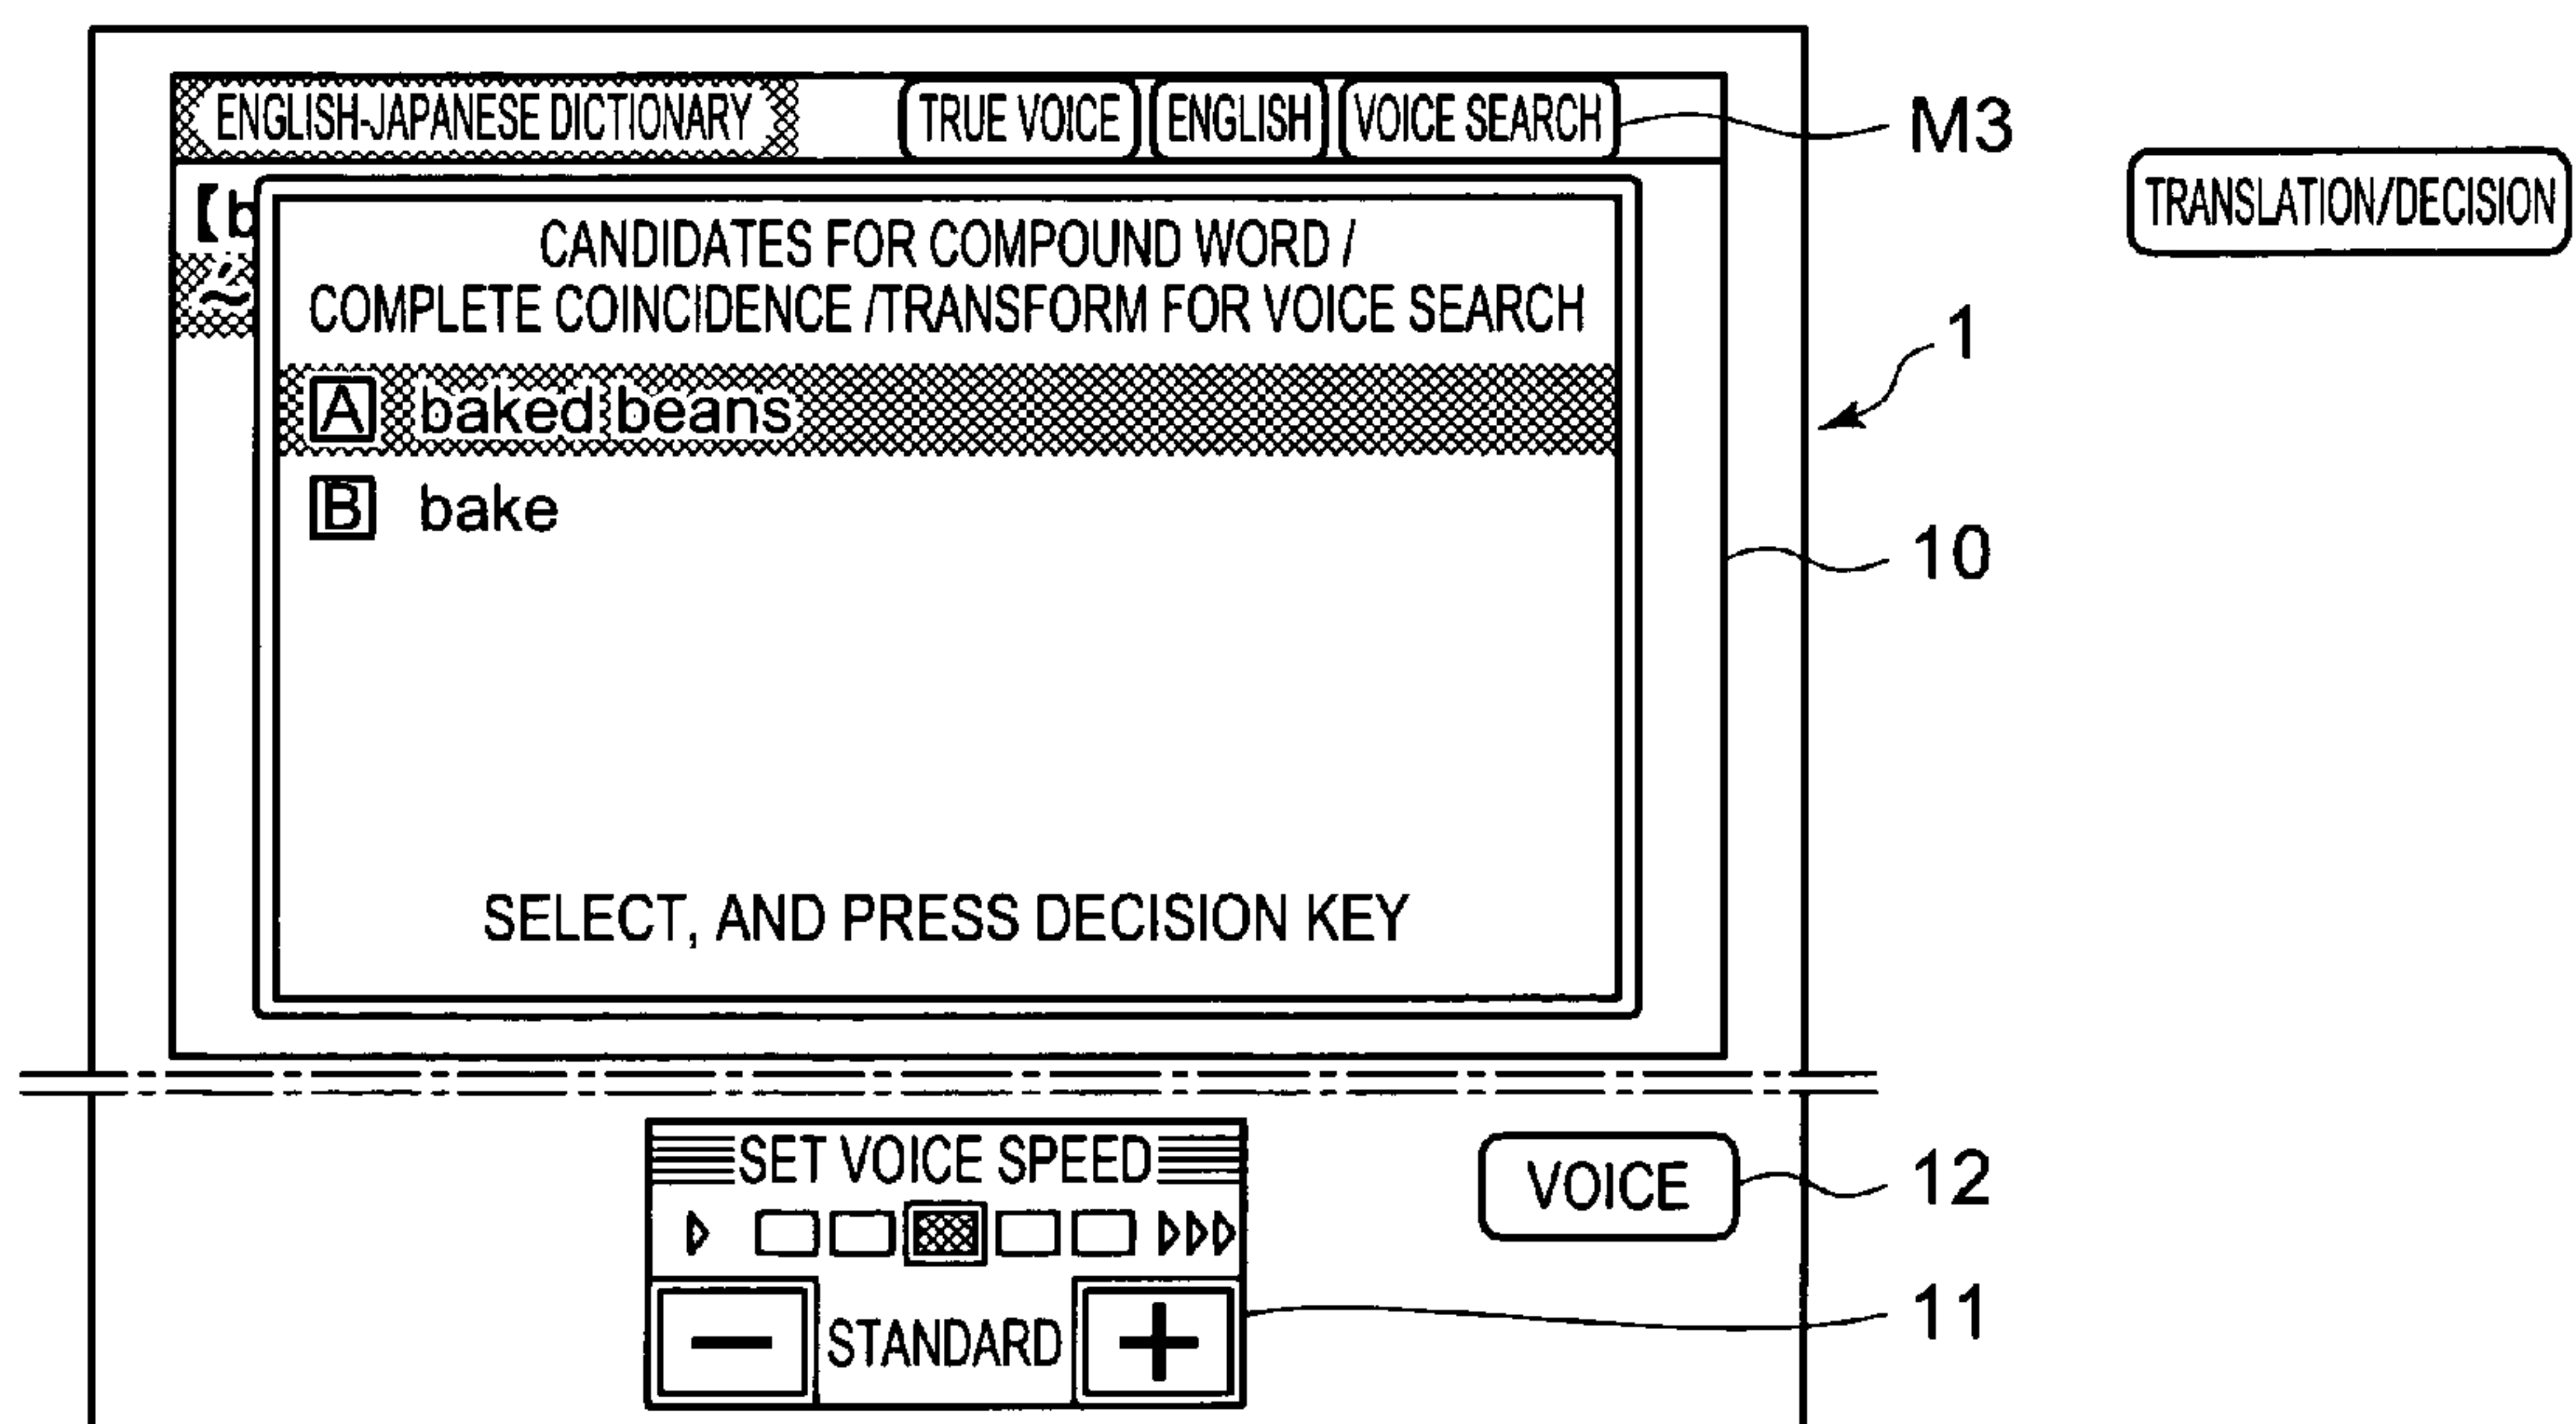 ENGLISH-JAPANESE DICTIONARY TRUE VOICE ENGLISH VOICE SEARCH
M3
TRANSLATION/DECISION
【b
≈
CANDIDATES FOR COMPOUND WORD /
COMPLETE COINCIDENCE /TRANSFORM FOR VOICE SEARCH
1
A baked beans
B bake
10
SELECT, AND PRESS DECISION KEY
SET VOICE SPEED
VOICE
12
− STANDARD +
11